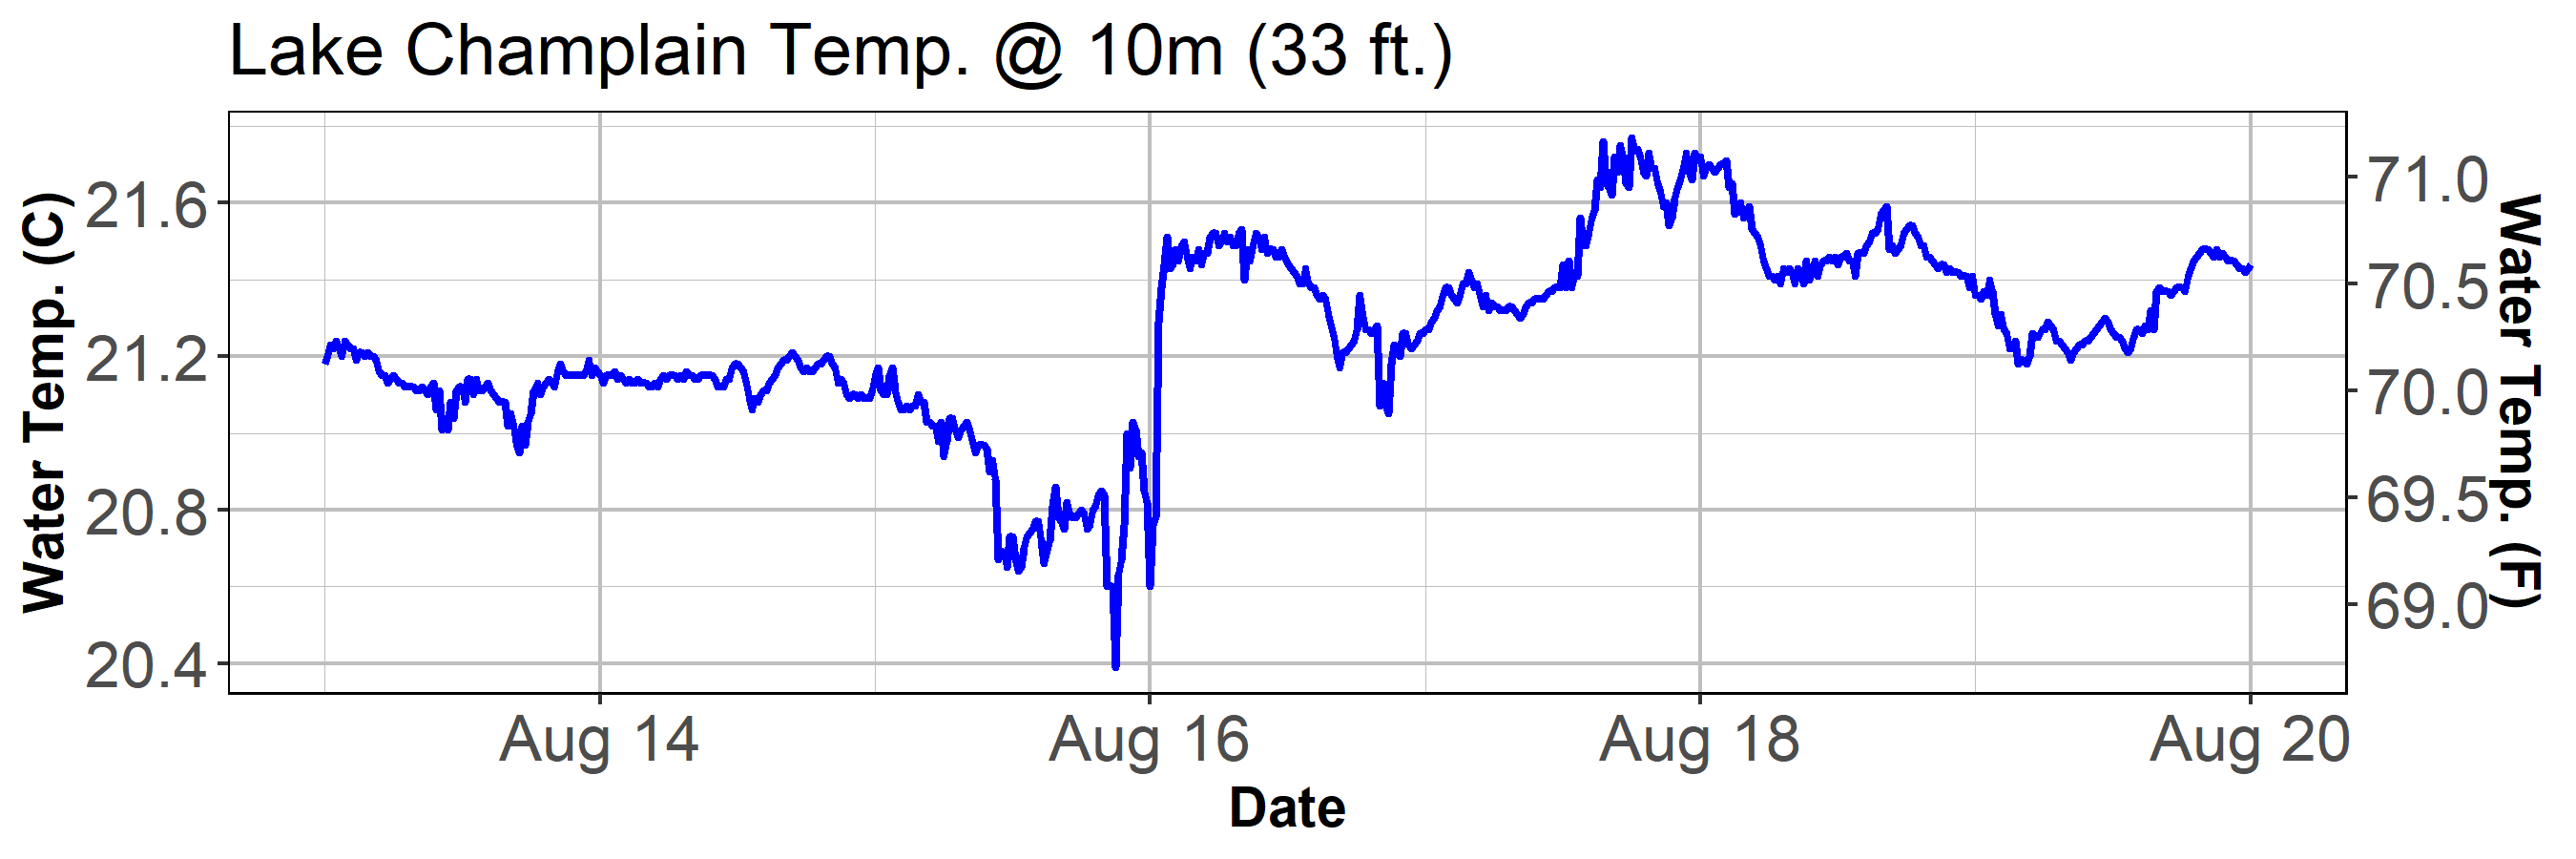 Lake Champlain Temp. @ 10m (33 ft.)
Water Temp. (C)
21.6
21.2
20.8
20.4
71.0
70.5
70.0
69.5
69.0
Water Temp. (F)
Aug 14
Aug 16
Aug 18
Aug 20
Date